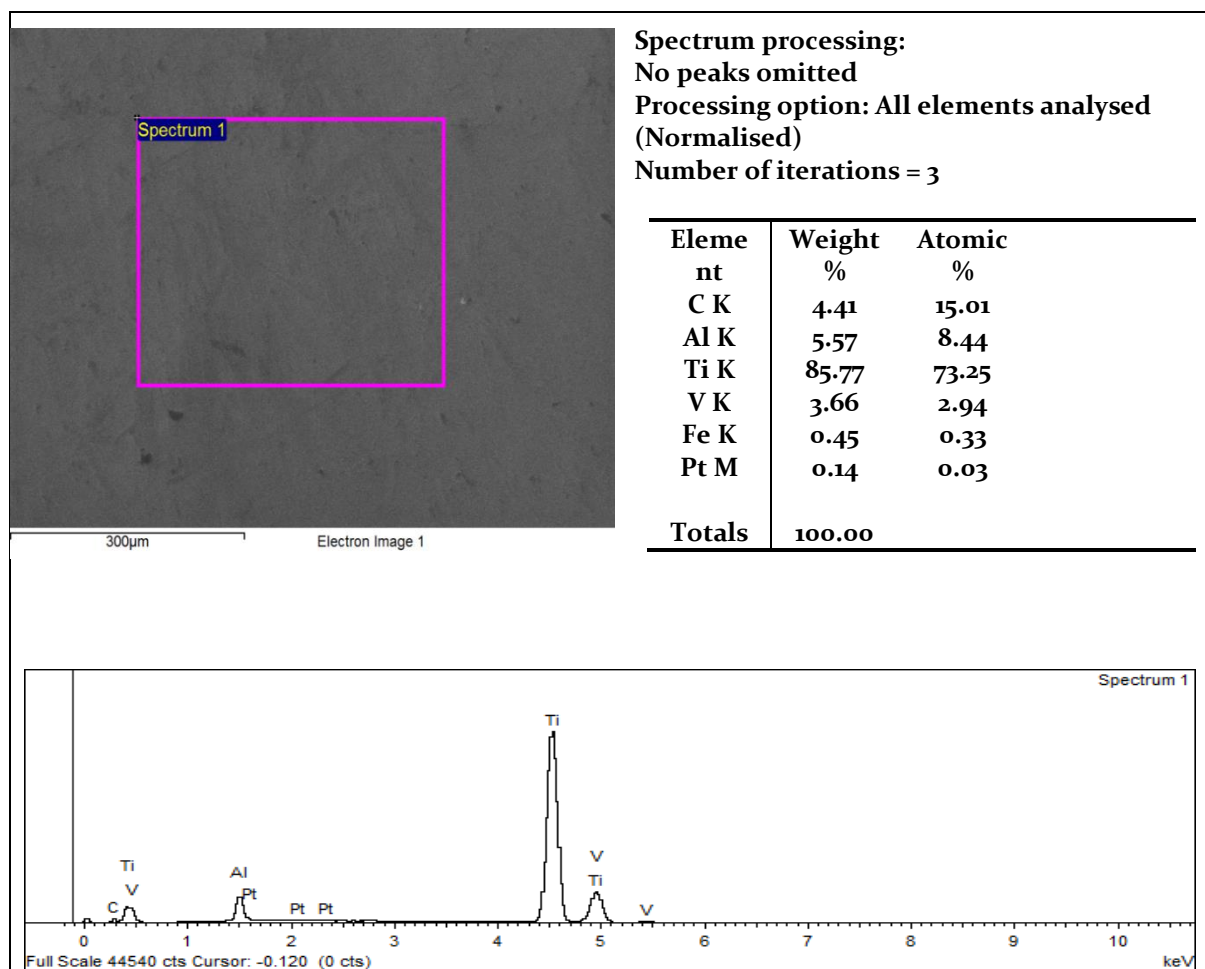 Spectrum 1
300µm
Electron Image 1
Spectrum processing:
No peaks omitted
Processing option: All elements analysed
(Normalised)
Number of iterations = 3
Eleme Weight Atomic
nt % %
C K 4.41 15.01
Al K 5.57 8.44
Ti K 85.77 73.25
V K 3.66 2.94
Fe K 0.45 0.33
Pt M 0.14 0.03
Totals 100.00
Spectrum 1
Ti
V
Ti Al V
V Pt Ti
C Pt Pt V
0 1 2 3 4 5 6 7 8 9 10
Full Scale 44540 cts Cursor: -0.120 (0 cts) keV